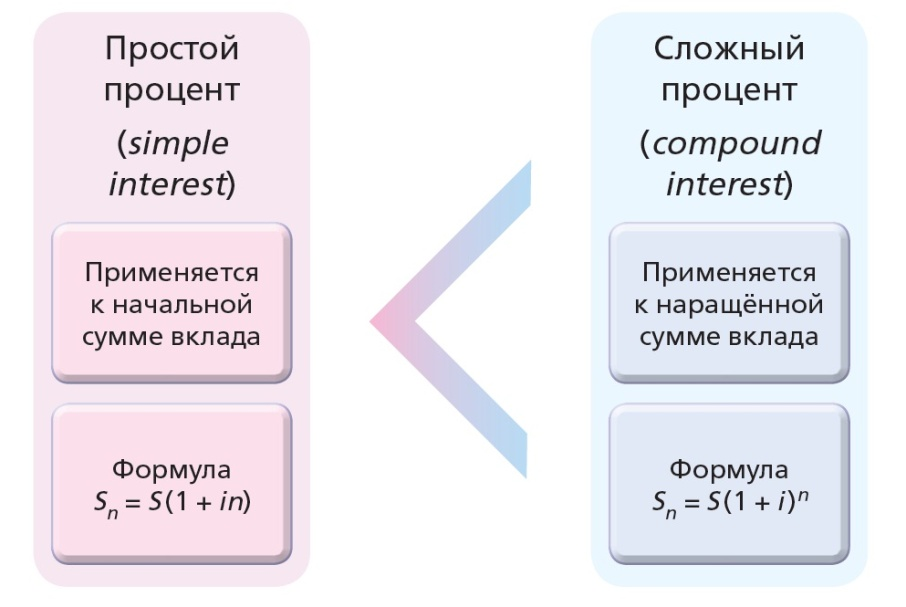 Простой
процент
(simple
interest)
Применяется
к начальной
сумме вклада
Формула
Sₙ = S(1 + in)
<
Сложный
процент
(compound
interest)
Применяется
к наращённой
сумме вклада
Формула
Sₙ = S(1 + i)ⁿ